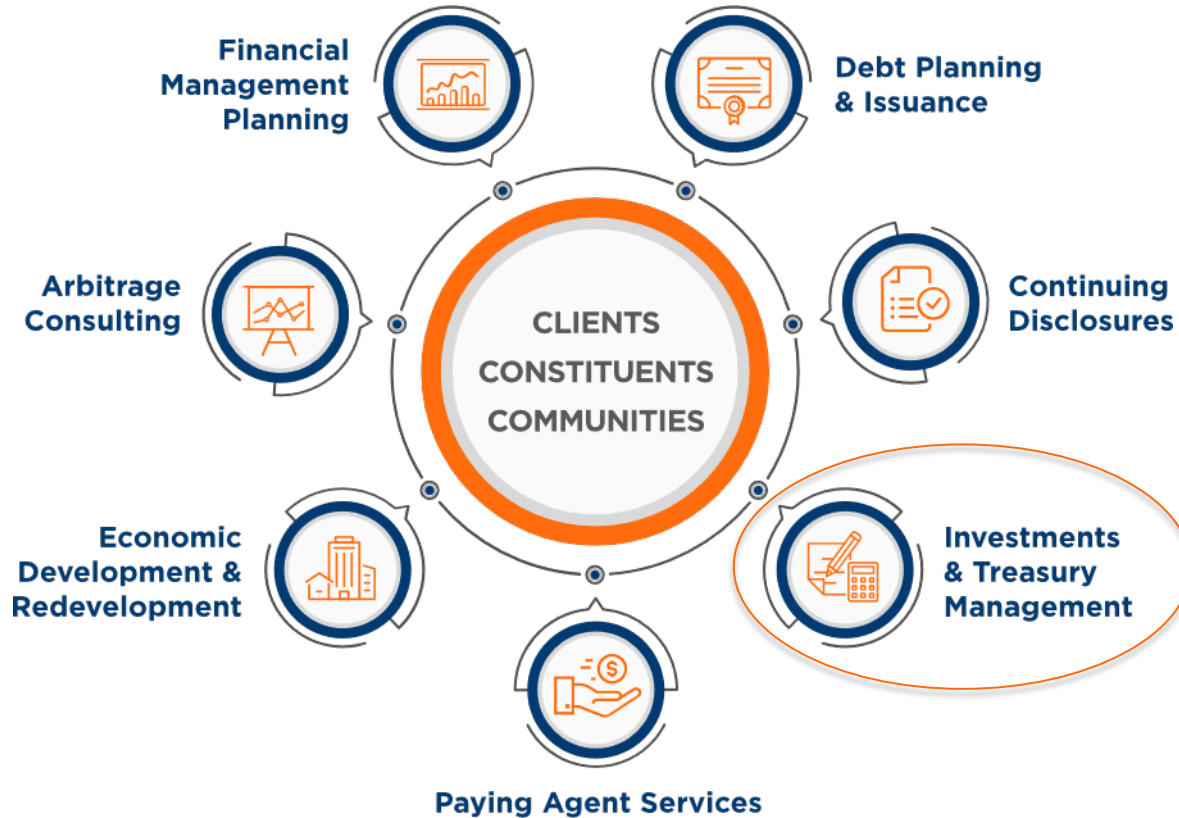 Financial
Management
Planning
Debt Planning
& Issuance
Arbitrage
Consulting
Continuing
Disclosures
CLIENTS
CONSTITUENTS
COMMUNITIES
Economic
Development &
Redevelopment
Investments
& Treasury
Management
$
Paying Agent Services